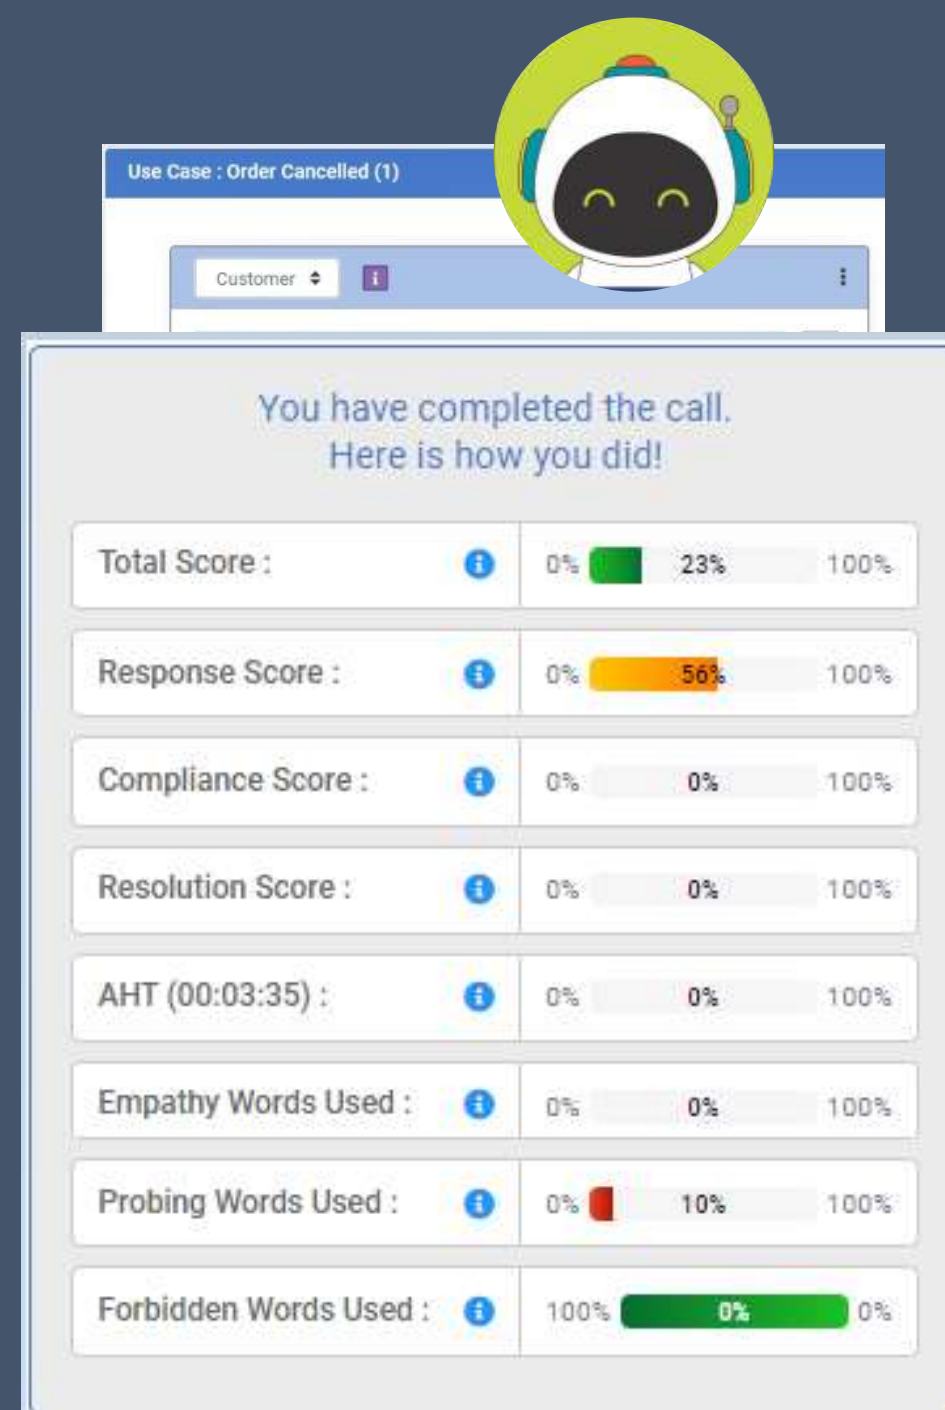 Use Case : Order Cancelled (1)
Customer
You have completed the call.
Here is how you did!
Total Score : 0% 23% 100%
Response Score : 0% 56% 100%
Compliance Score : 0% 0% 100%
Resolution Score : 0% 0% 100%
AHT (00:03:35) : 0% 0% 100%
Empathy Words Used : 0% 0% 100%
Probing Words Used : 0% 10% 100%
Forbidden Words Used : 100% 0% 0%